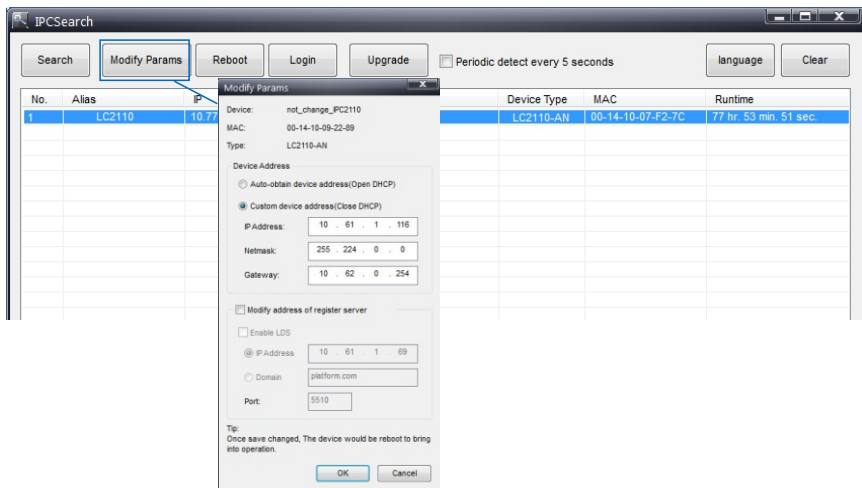 IPCSearch
Search Modify Params Reboot Login Upgrade Periodic detect every 5 seconds language Clear
No. Alias IP Device Type MAC Runtime
1 LC2110 10.77 LC2110-AN 00-14-10-07-F2-7C 77 hr. 53 min. 51 sec.
Modify Params
Device: not_change_IPC2110
MAC: 00-14-10-09-22-89
Type: LC2110-AN
Device Address
Auto-obtain device address(Open DHCP)
Custom device address(Close DHCP)
IP Address: 10 . 61 . 1 . 116
Netmask: 255 . 224 . 0 . 0
Gateway: 10 . 62 . 0 . 254
Modify address of register server
Enable LDS
IP Address 10 . 61 . 1 . 69
Domain platform.com
Port: 5510
Tip:
Once save changed, The device would be reboot to bring
into operation.
OK Cancel